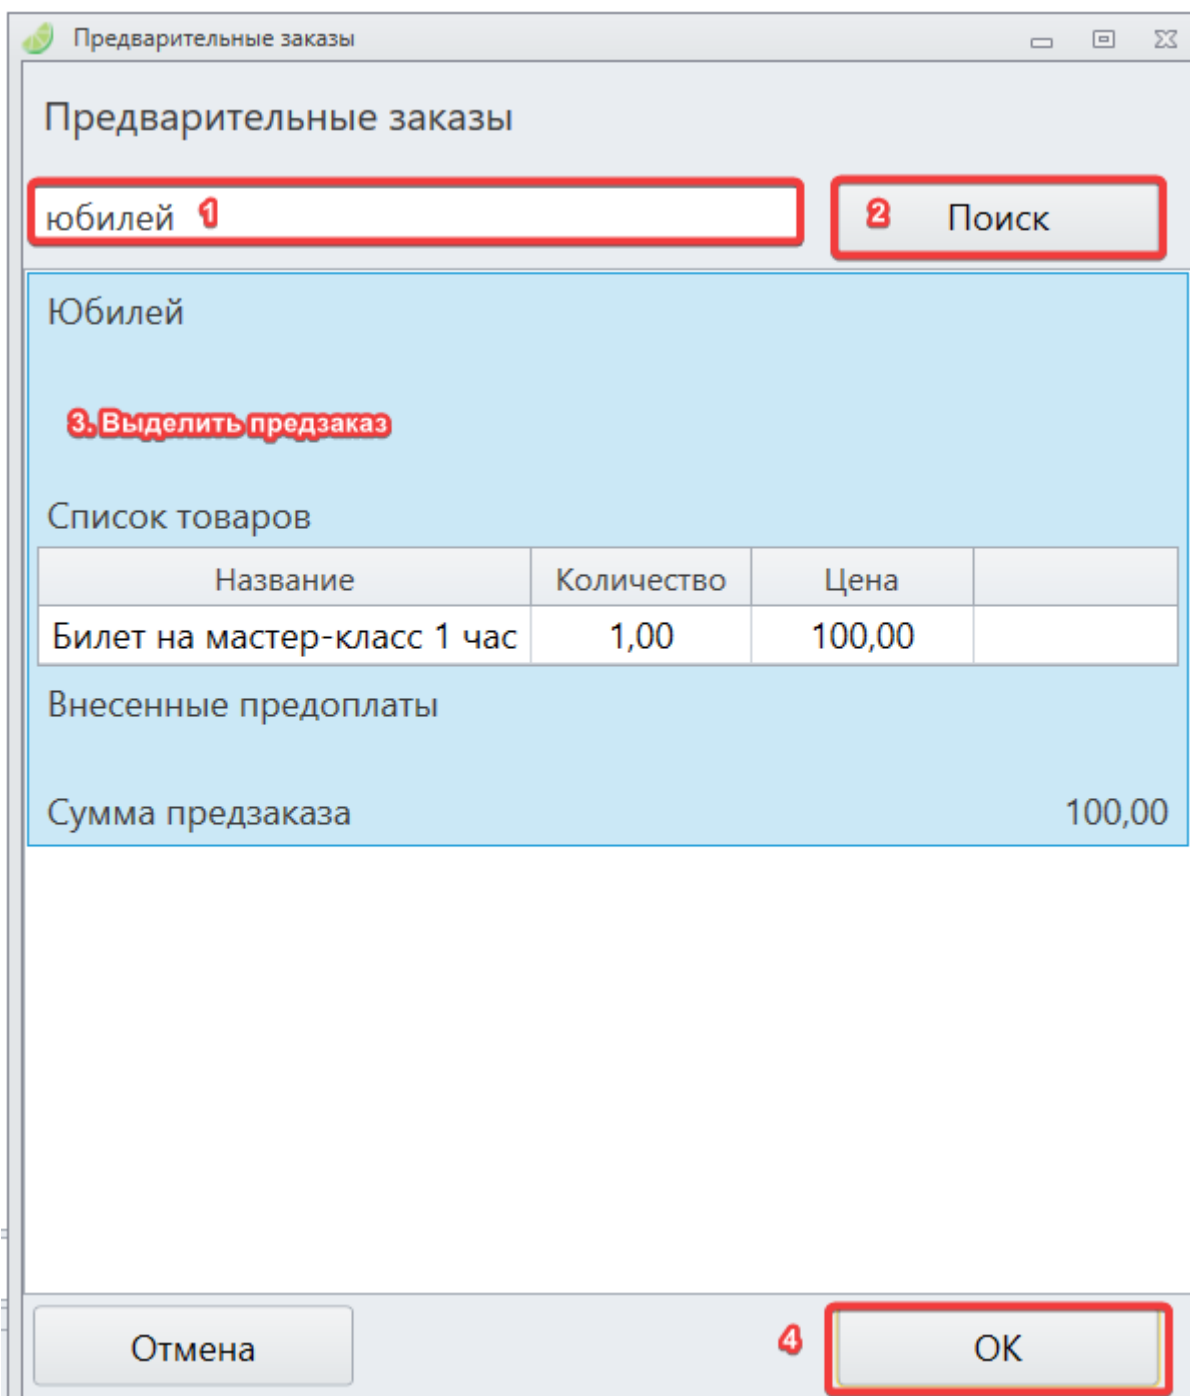 Предварительные заказы
Предварительные заказы
юбилей 1
2 Поиск
Юбилей
3. Выделить предзаказ
Список товаров
Название Количество Цена
Билет на мастер-класс 1 час 1,00 100,00
Внесенные предоплаты
Сумма предзаказа 100,00
Отмена 4 ОК